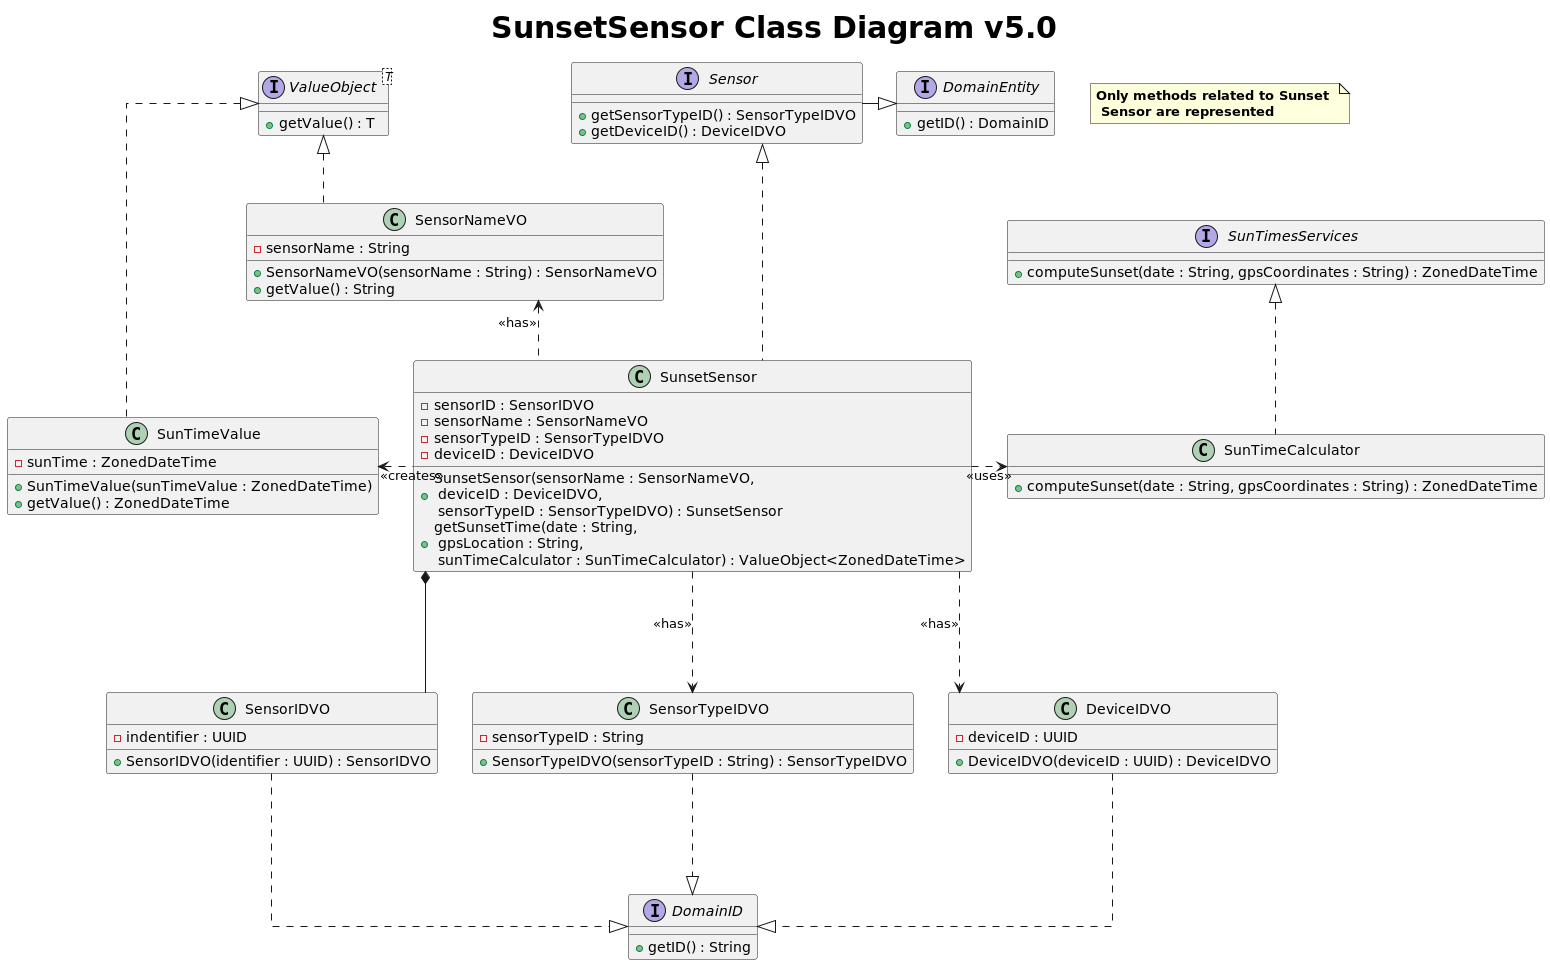 SunsetSensor Class Diagram v5.0
I ValueObject T
getValue() : T
I Sensor
getSensorTypeID() : SensorTypeIDVO
getDeviceID() : DeviceIDVO
I DomainEntity
getID() : DomainID
Only methods related to Sunset
Sensor are represented
C SensorNameVO
sensorName : String
SensorNameVO(sensorName : String) : SensorNameVO
getValue() : String
I SunTimesServices
computeSunset(date : String, gpsCoordinates : String) : ZonedDateTime
«has»
C SunsetSensor
sensorID : SensorIDVO
sensorName : SensorNameVO
sensorTypeID : SensorTypeIDVO
deviceID : DeviceIDVO
SunsetSensor(sensorName : SensorNameVO,
deviceID : DeviceIDVO,
sensorTypeID : SensorTypeIDVO) : SunsetSensor
getSunsetTime(date : String,
gpsLocation : String,
sunTimeCalculator : SunTimeCalculator) : ValueObject<ZonedDateTime>
C SunTimeValue
sunTime : ZonedDateTime
SunTimeValue(sunTimeValue : ZonedDateTime)
getValue() : ZonedDateTime
«creates»
«uses»
C SunTimeCalculator
computeSunset(date : String, gpsCoordinates : String) : ZonedDateTime
«has»
«has»
C SensorIDVO
indentifier : UUID
SensorIDVO(identifier : UUID) : SensorIDVO
C SensorTypeIDVO
sensorTypeID : String
SensorTypeIDVO(sensorTypeID : String) : SensorTypeIDVO
C DeviceIDVO
deviceID : UUID
DeviceIDVO(deviceID : UUID) : DeviceIDVO
I DomainID
getID() : String